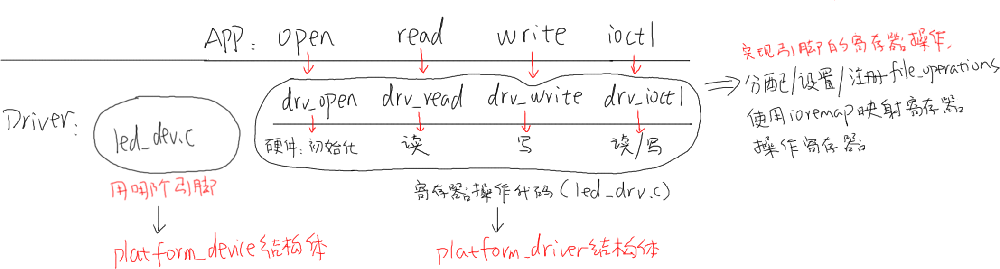 APP: open read write ioctl
实现引脚的寄存器操作,
分配/设置/注册file_operations
使用ioremap映射寄存器
操作寄存器
Driver:
led_dev.c
drv_open drv_read drv_write drv_ioctl
硬件: 初始化 读 写 读/写
用哪个引脚
寄存器操作代码(led_drv.c)
platform_device结构体
platform_driver结构体